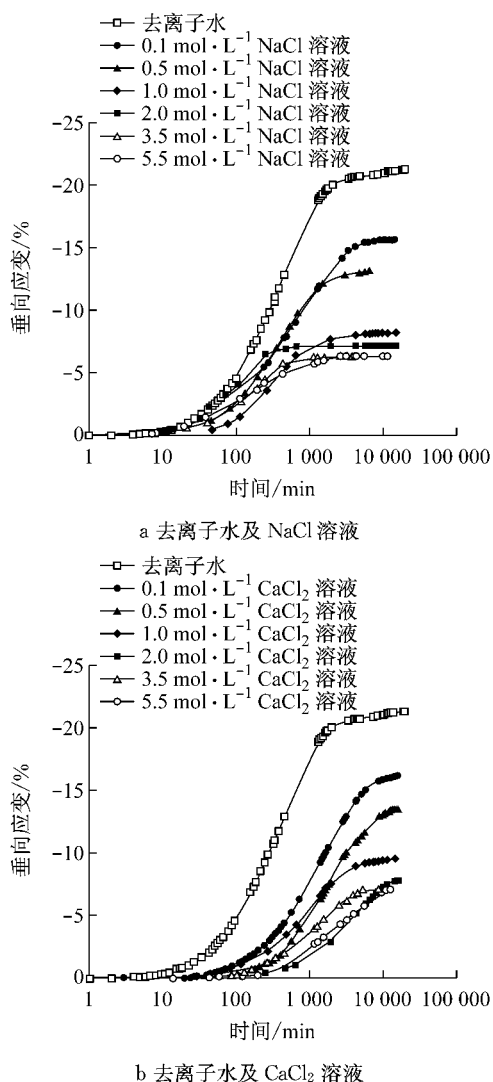 去离子水
0.1 mol·L⁻¹ NaCl 溶液
0.5 mol·L⁻¹ NaCl 溶液
1.0 mol·L⁻¹ NaCl 溶液
2.0 mol·L⁻¹ NaCl 溶液
3.5 mol·L⁻¹ NaCl 溶液
5.5 mol·L⁻¹ NaCl 溶液
-25
-20
-15
-10
-5
0
垂向应变/%
1 10 100 1 000 10 000 100 000
时间/min
a 去离子水及 NaCl 溶液
去离子水
0.1 mol·L⁻¹ CaCl₂ 溶液
0.5 mol·L⁻¹ CaCl₂ 溶液
1.0 mol·L⁻¹ CaCl₂ 溶液
2.0 mol·L⁻¹ CaCl₂ 溶液
3.5 mol·L⁻¹ CaCl₂ 溶液
5.5 mol·L⁻¹ CaCl₂ 溶液
-25
-20
-15
-10
-5
0
垂向应变/%
1 10 100 1 000 10 000 100 000
时间/min
b 去离子水及 CaCl₂ 溶液